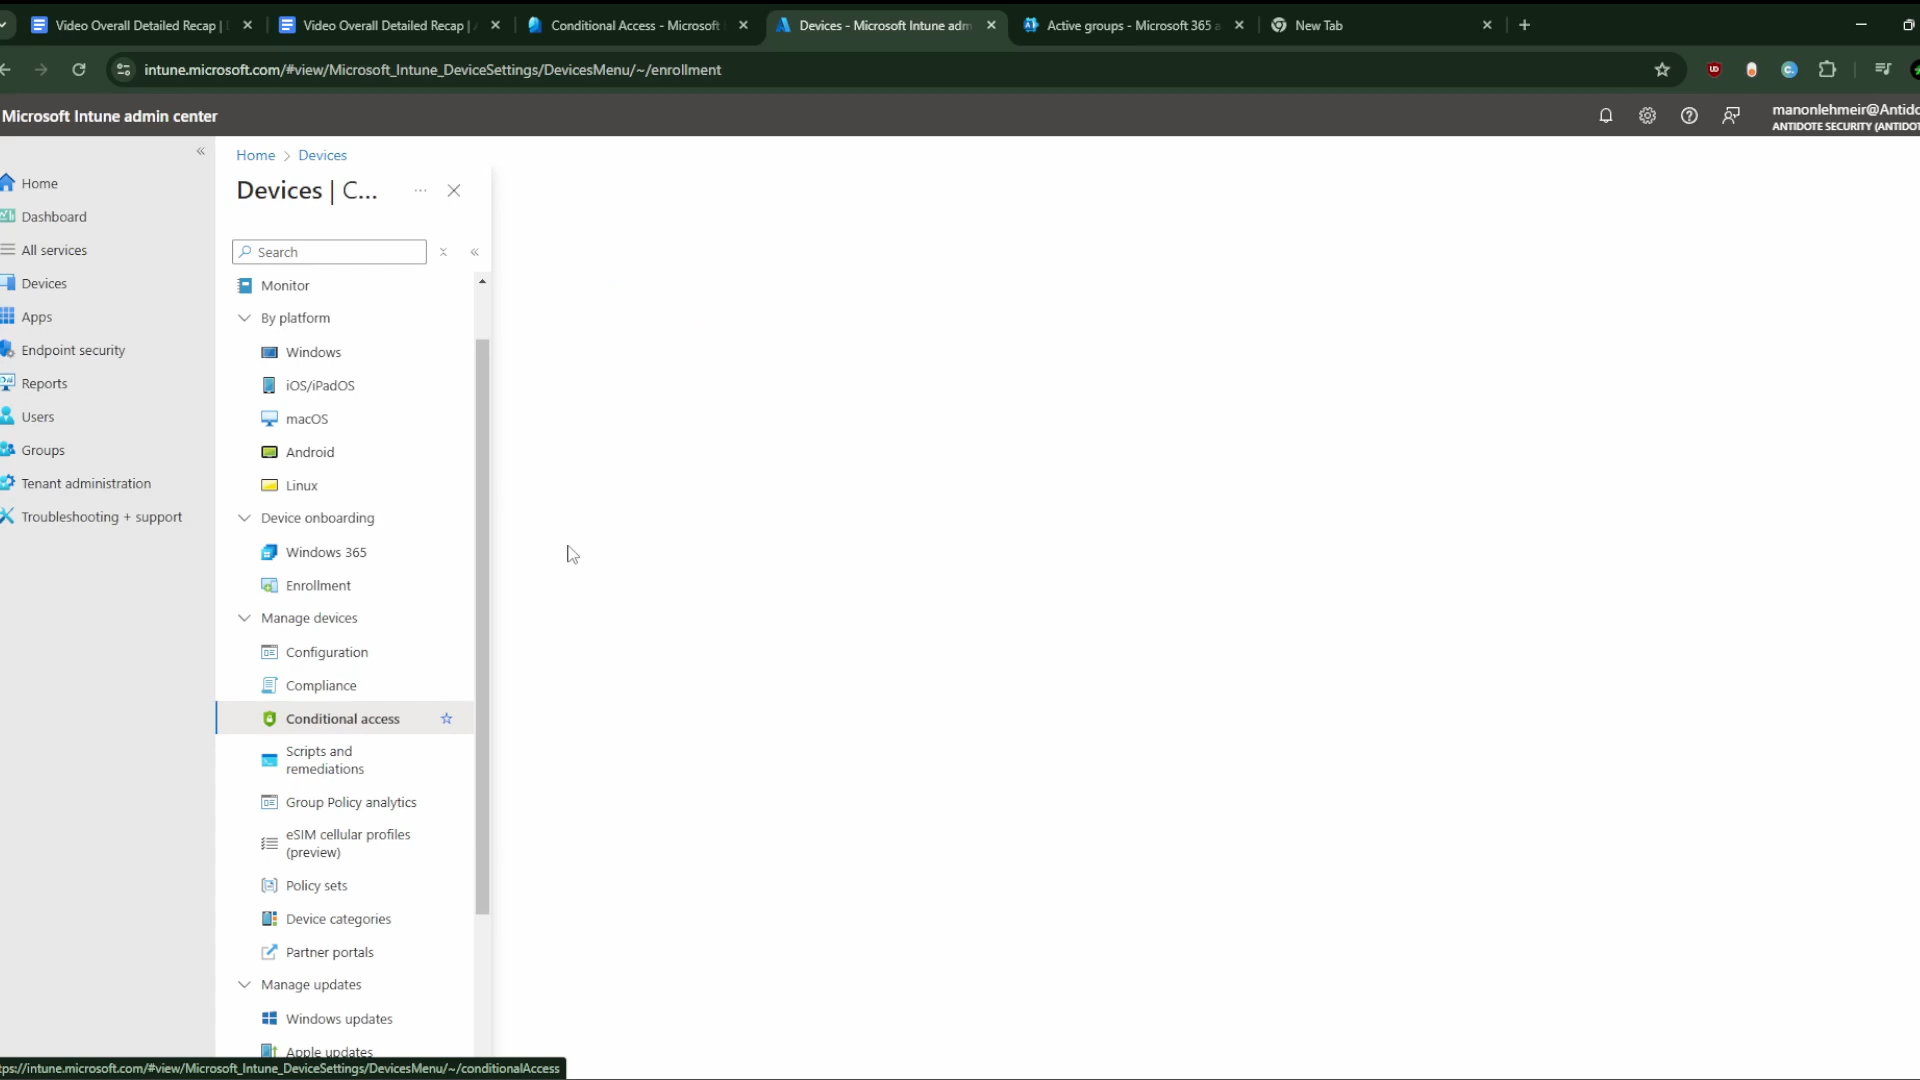 Video Overall Detailed Recap |
Video Overall Detailed Recap |
Conditional Access - Microsoft
Devices - Microsoft Intune adm
Active groups - Microsoft 365 a
New Tab
intune.microsoft.com/#view/Microsoft_Intune_DeviceSettings/DevicesMenu/~/enrollment
Microsoft Intune admin center
manonlehmeir@Antido
ANTIDOTE SECURITY (ANTIDOT
Home
Dashboard
All services
Devices
Apps
Endpoint security
Reports
Users
Groups
Tenant administration
Troubleshooting + support
Home > Devices
Devices | C...
Search
Monitor
By platform
Windows
iOS/iPadOS
macOS
Android
Linux
Device onboarding
Windows 365
Enrollment
Manage devices
Configuration
Compliance
Conditional access
Scripts and
remediations
Group Policy analytics
eSIM cellular profiles
(preview)
Policy sets
Device categories
Partner portals
Manage updates
Windows updates
Apple updates
tps://intune.microsoft.com/#view/Microsoft_Intune_DeviceSettings/DevicesMenu/~/conditionalAccess